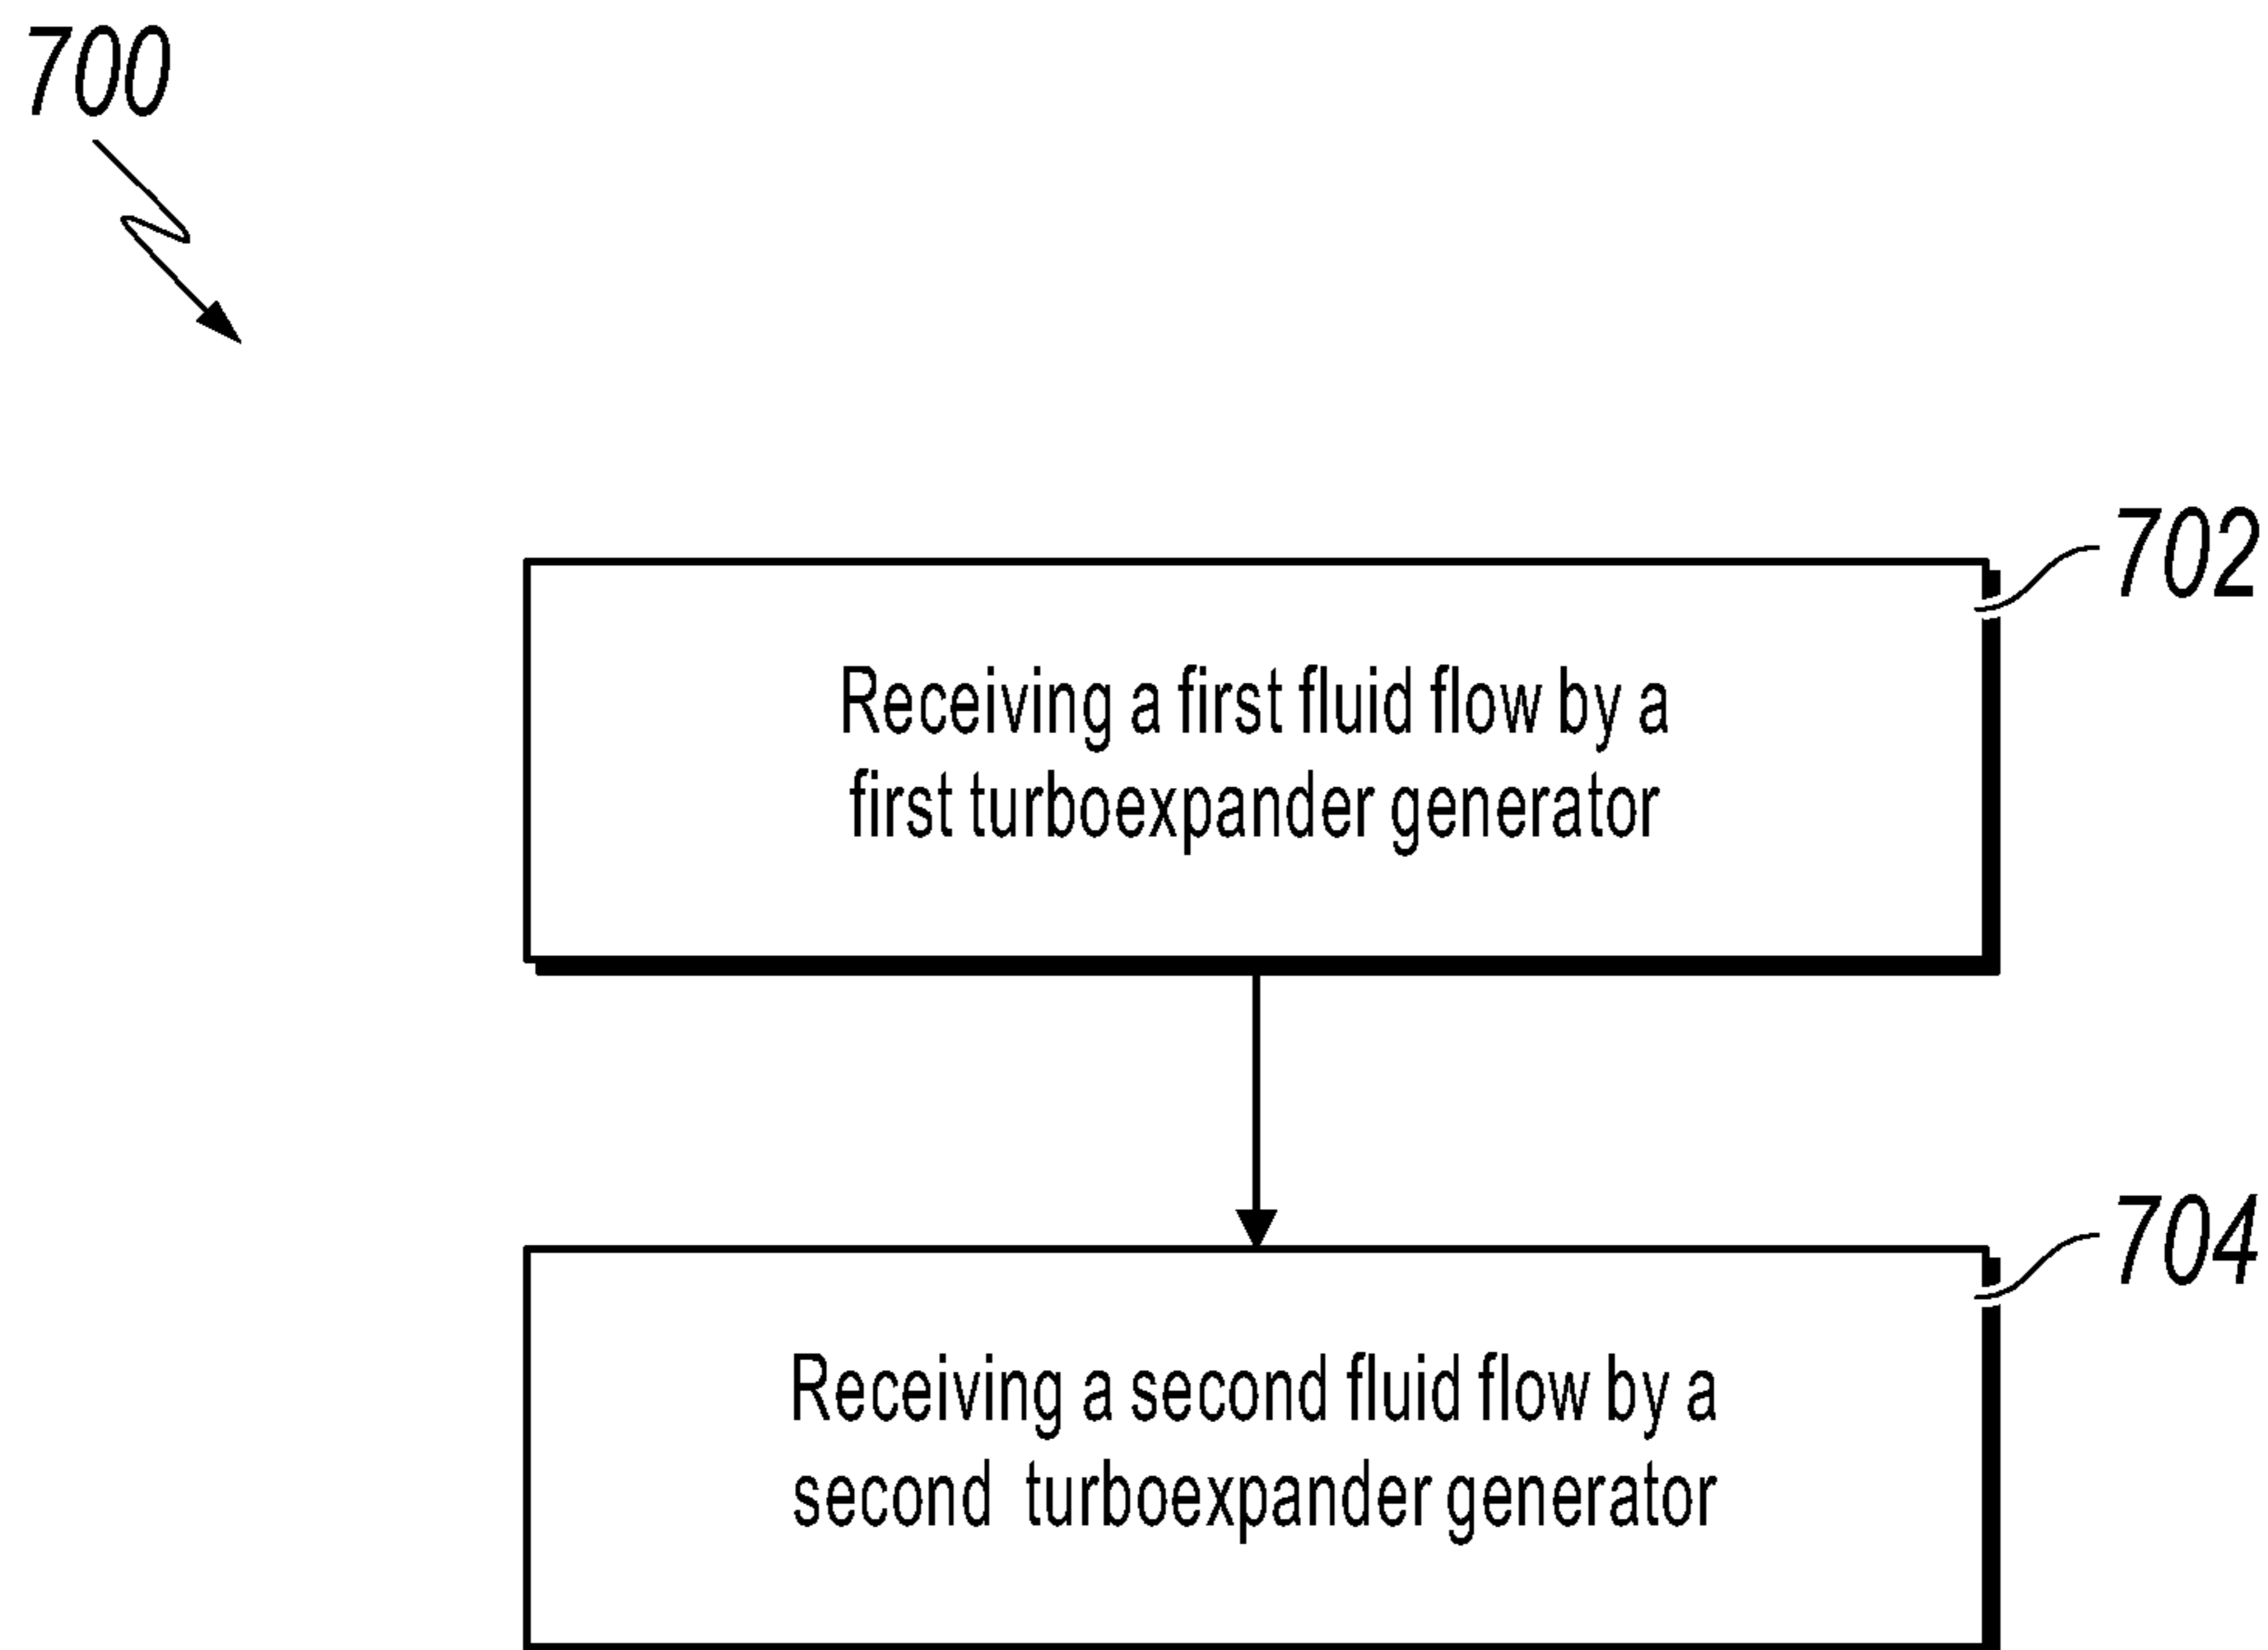 700
702
Receiving a first fluid flow by a
first turboexpander generator
704
Receiving a second fluid flow by a
second turboexpander generator